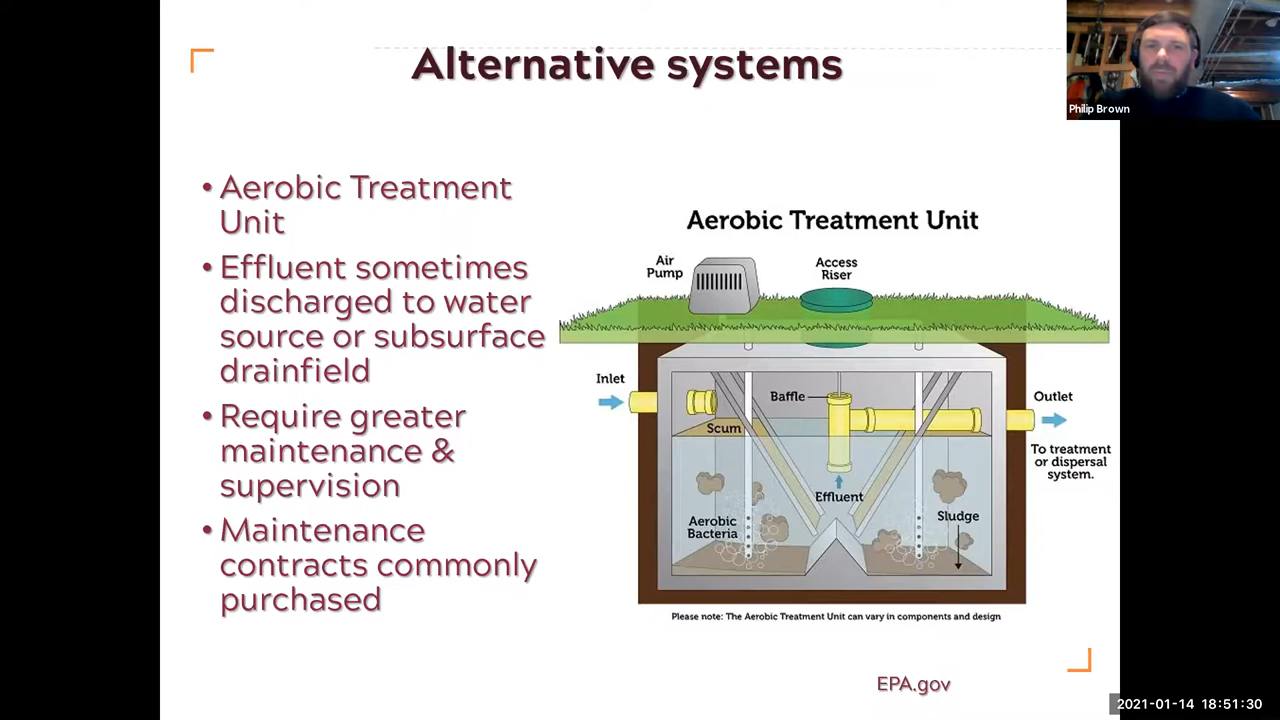 Alternative systems
Philip Brown
• Aerobic Treatment
Unit
• Effluent sometimes
discharged to water
source or subsurface
drainfield
• Require greater
maintenance &
supervision
• Maintenance
contracts commonly
purchased
Aerobic Treatment Unit
Air
Pump
Access
Riser
Inlet
Baffle
Outlet
Scum
To treatment
or dispersal
system.
Effluent
Aerobic
Bacteria
Sludge
Please note: The Aerobic Treatment Unit can vary in components and design
EPA.gov
2021-01-14 18:51:30